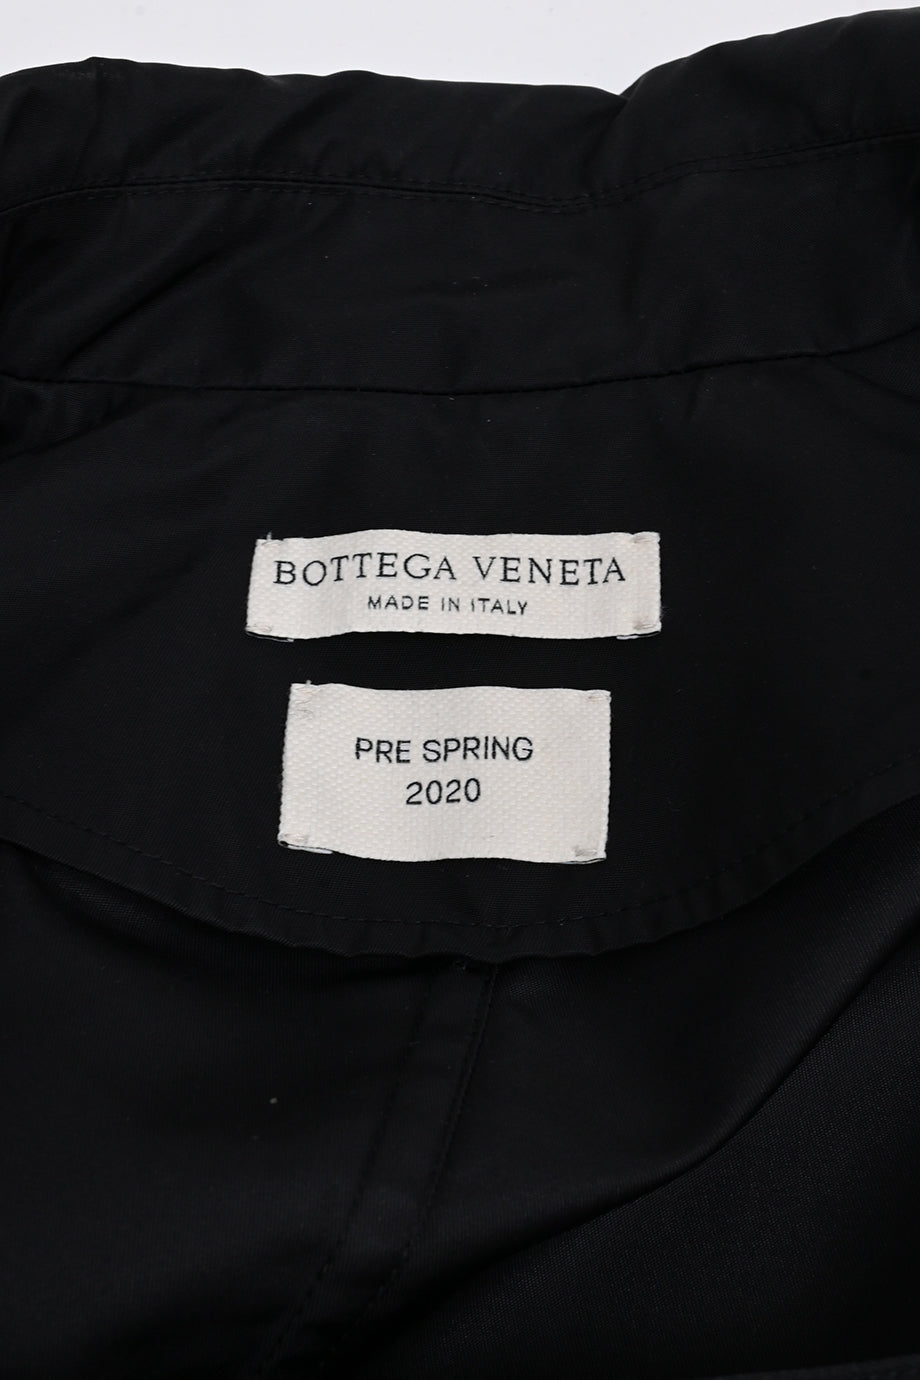 BOTTEGA VENETA
MADE IN ITALY
PRE SPRING
2020